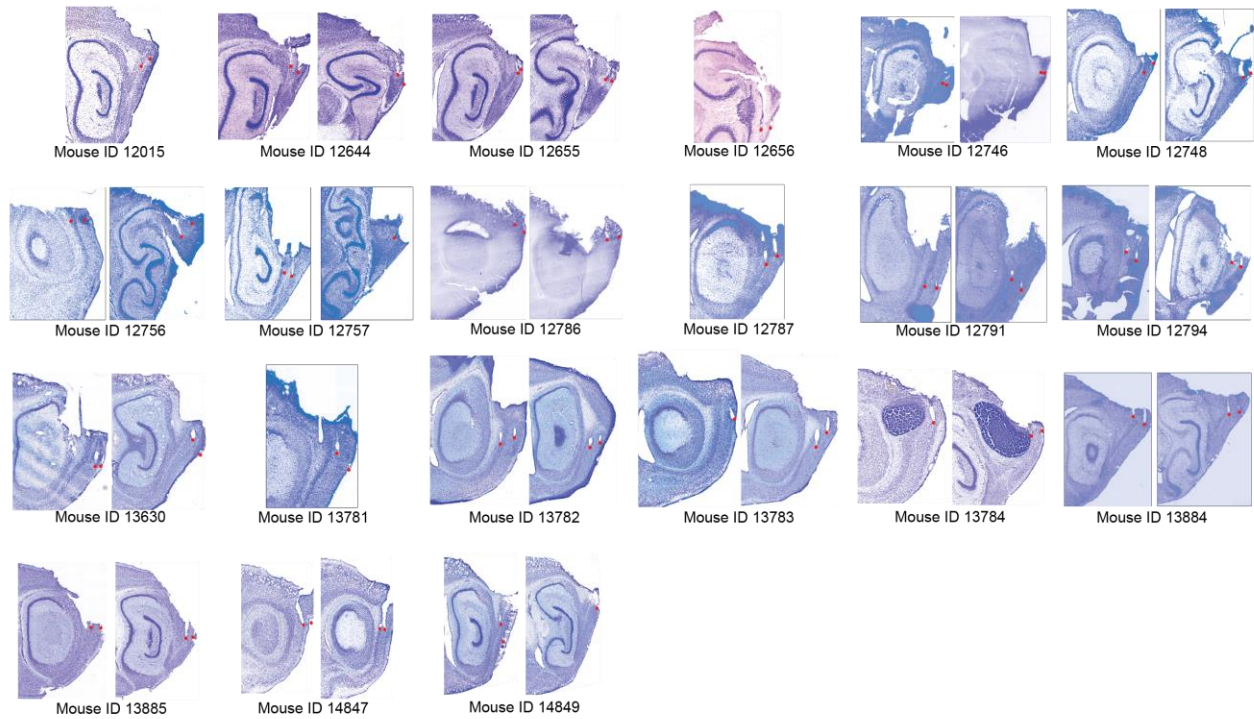 Mouse ID 12015
Mouse ID 12644
Mouse ID 12655
Mouse ID 12656
Mouse ID 12746
Mouse ID 12748
Mouse ID 12756
Mouse ID 12757
Mouse ID 12786
Mouse ID 12787
Mouse ID 12791
Mouse ID 12794
Mouse ID 13630
Mouse ID 13781
Mouse ID 13782
Mouse ID 13783
Mouse ID 13784
Mouse ID 13884
Mouse ID 13885
Mouse ID 14847
Mouse ID 14849